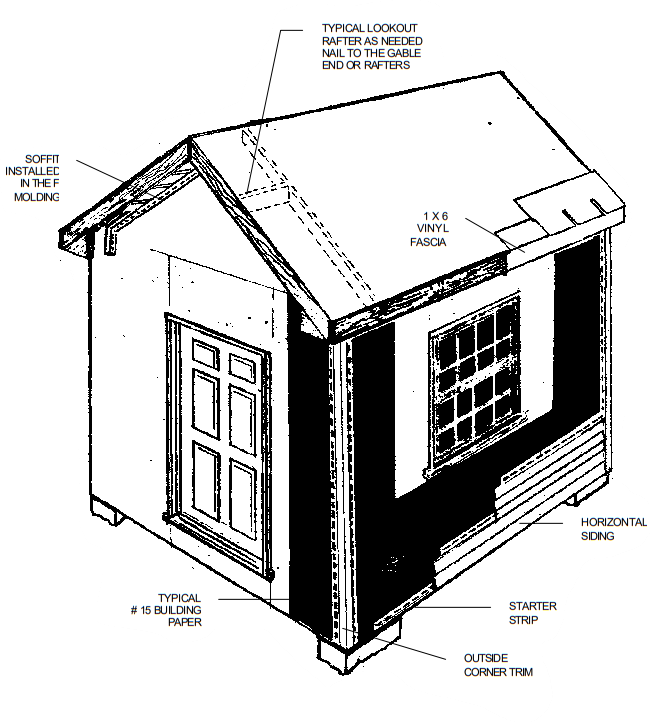 TYPICAL LOOKOUT
RAFTER AS NEEDED
NAIL TO THE GABLE
END OR RAFTERS
SOFFIT
INSTALLED
IN THE F
MOLDING
1 X 6
VINYL
FASCIA
HORIZONTAL
SIDING
TYPICAL
# 15 BUILDING
PAPER
STARTER
STRIP
OUTSIDE
CORNER TRIM